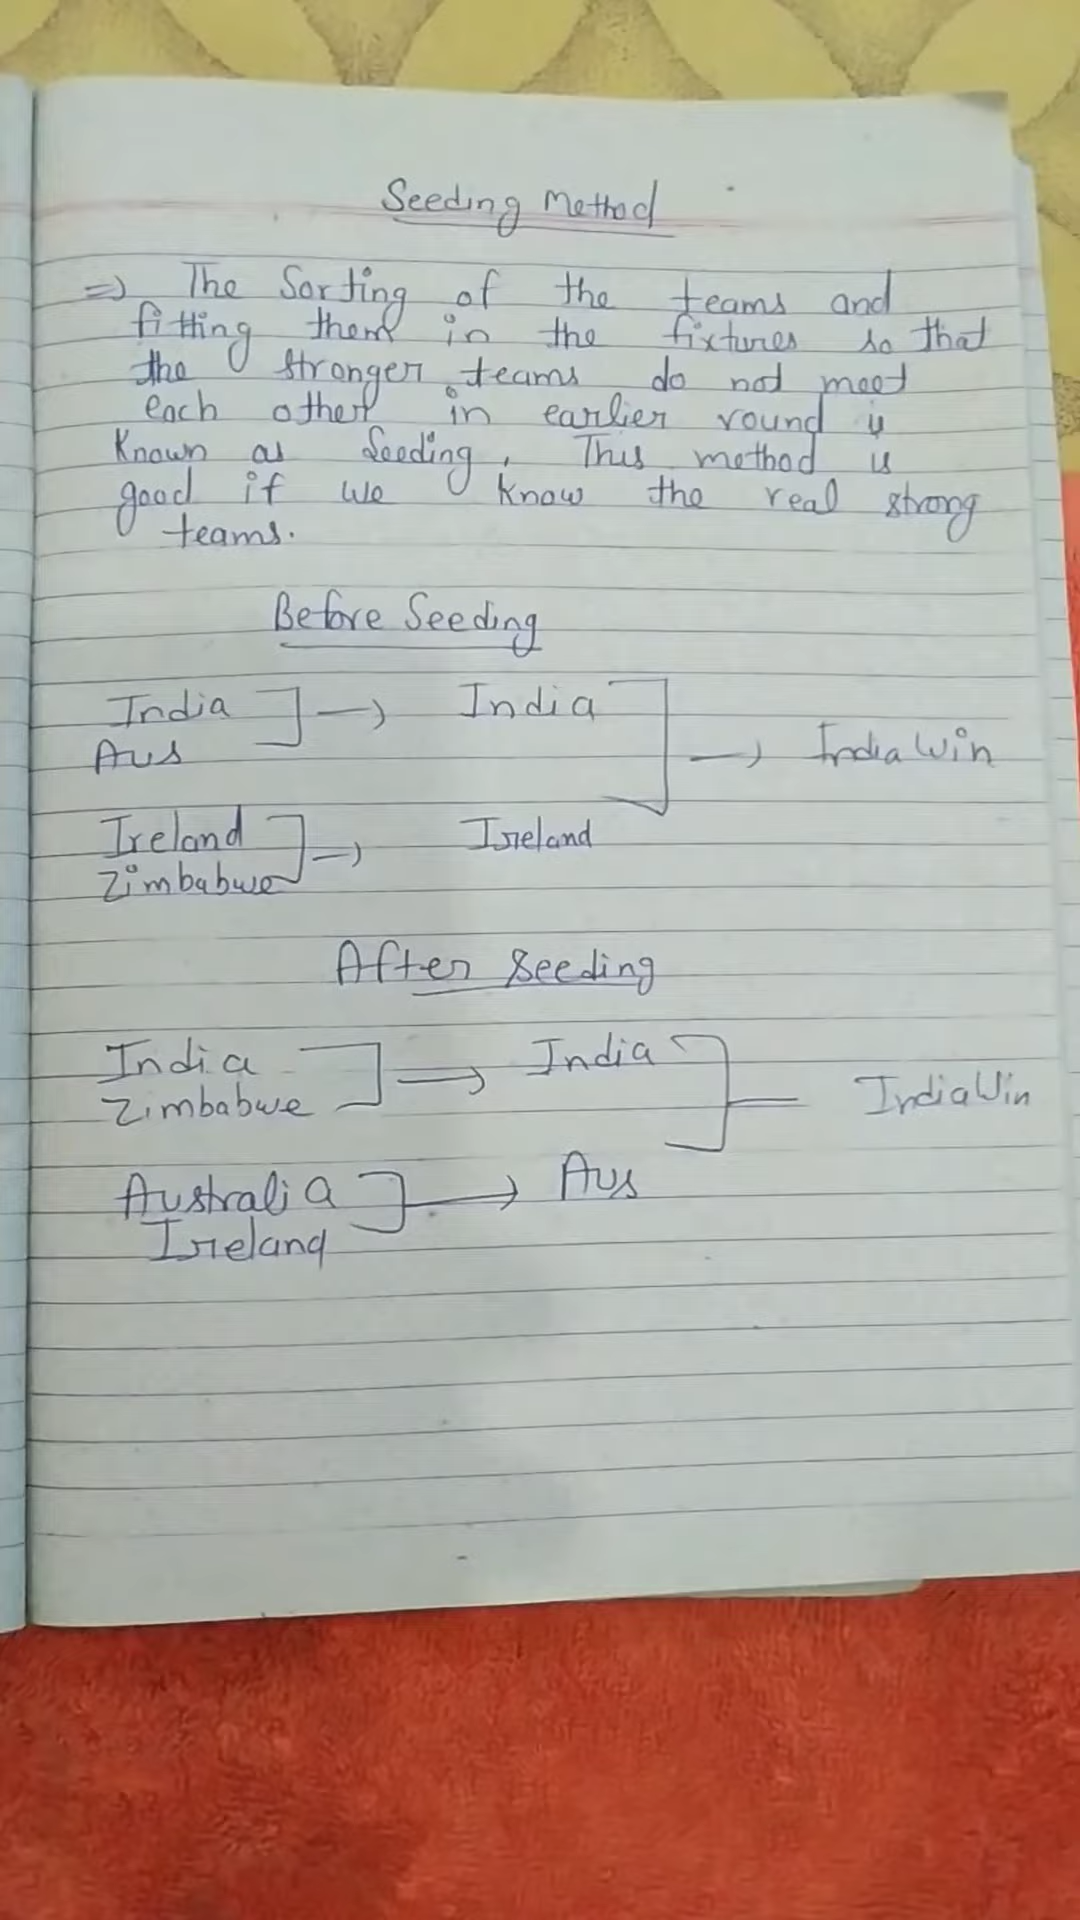 Seeding Method
=> The Sorting of the teams and
fitting them in the fixtures so that
the stronger teams do not meet
each other in earlier round is
Known as Seeding, This method is
good if we know the real strong
teams.
Before Seeding
India ] → India ]
Aus → India Win
Ireland ] → Ireland
Zimbabwe
After Seeding
India ] → India ]
Zimbabwe — India Win
Australia ] → Aus
Ireland